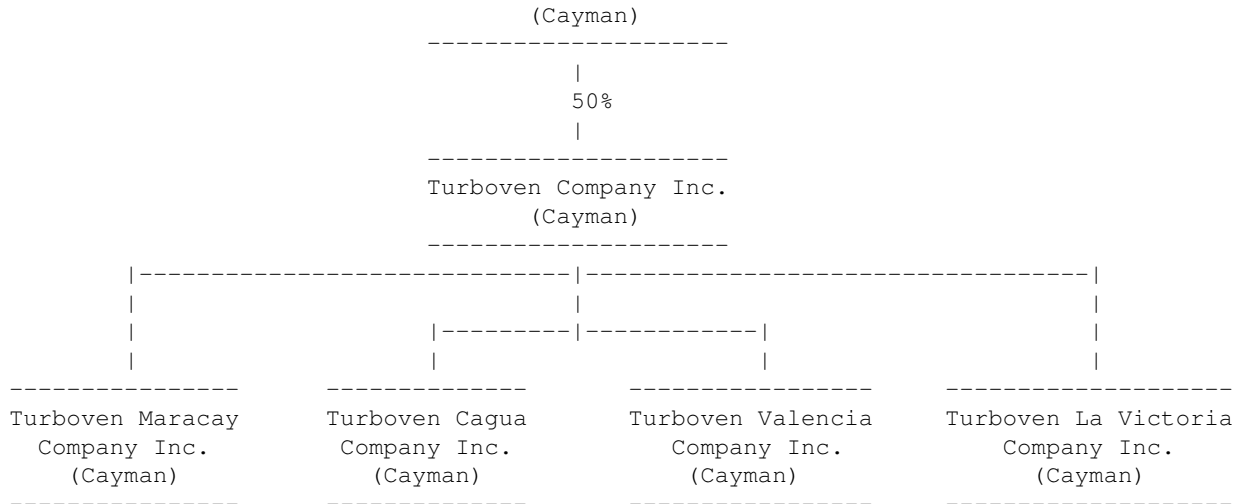 (Cayman)
50%
Turboven Company Inc.
(Cayman)
Turboven Maracay Turboven Cagua Turboven Valencia Turboven La Victoria
Company Inc. Company Inc. Company Inc. Company Inc.
(Cayman) (Cayman) (Cayman) (Cayman)